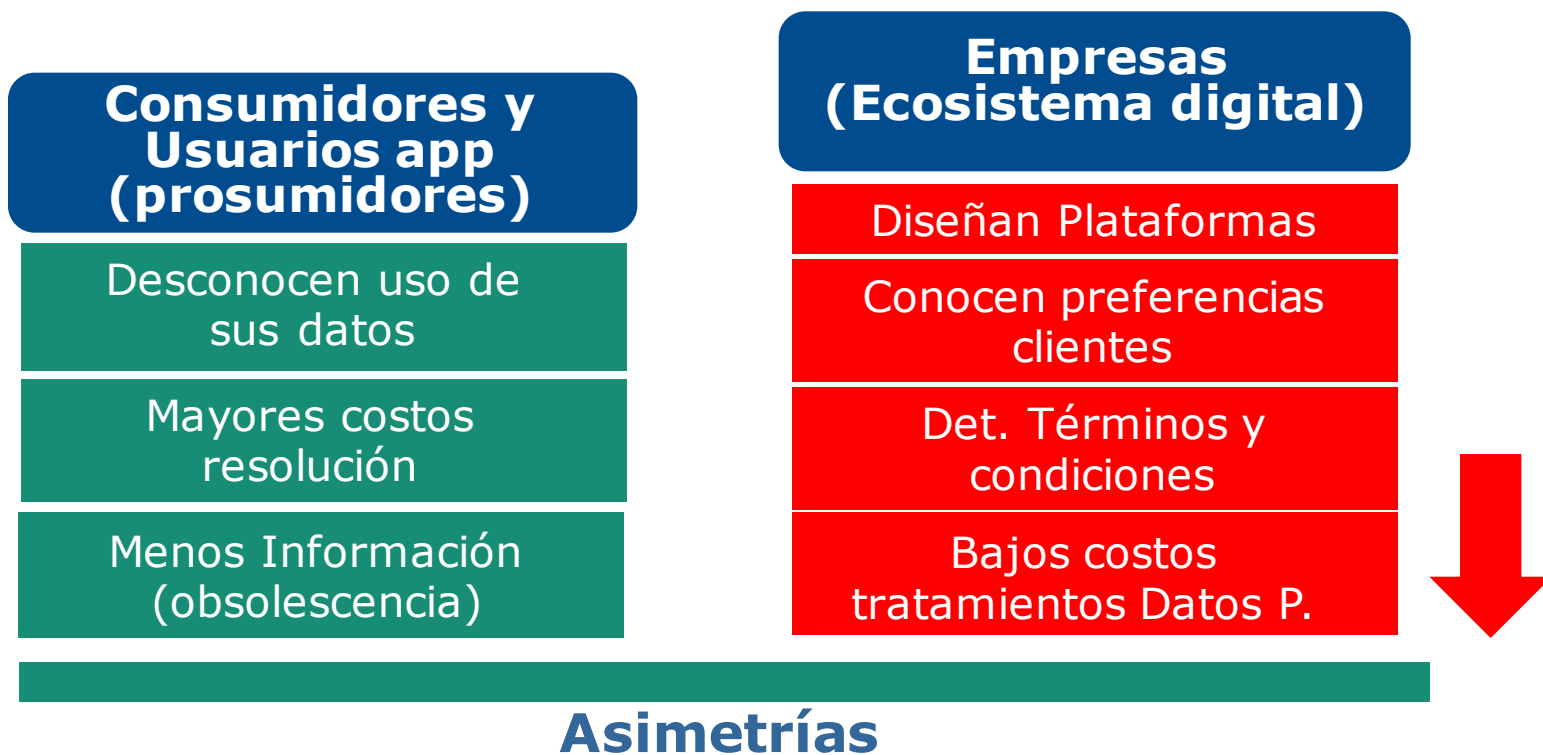 Consumidores y
Usuarios app
(prosumidores)
Desconocen uso de
sus datos
Mayores costos
resolución
Menos Información
(obsolescencia)
Empresas
(Ecosistema digital)
Diseñan Plataformas
Conocen preferencias
clientes
Det. Términos y
condiciones
Bajos costos
tratamientos Datos P.
Asimetrías